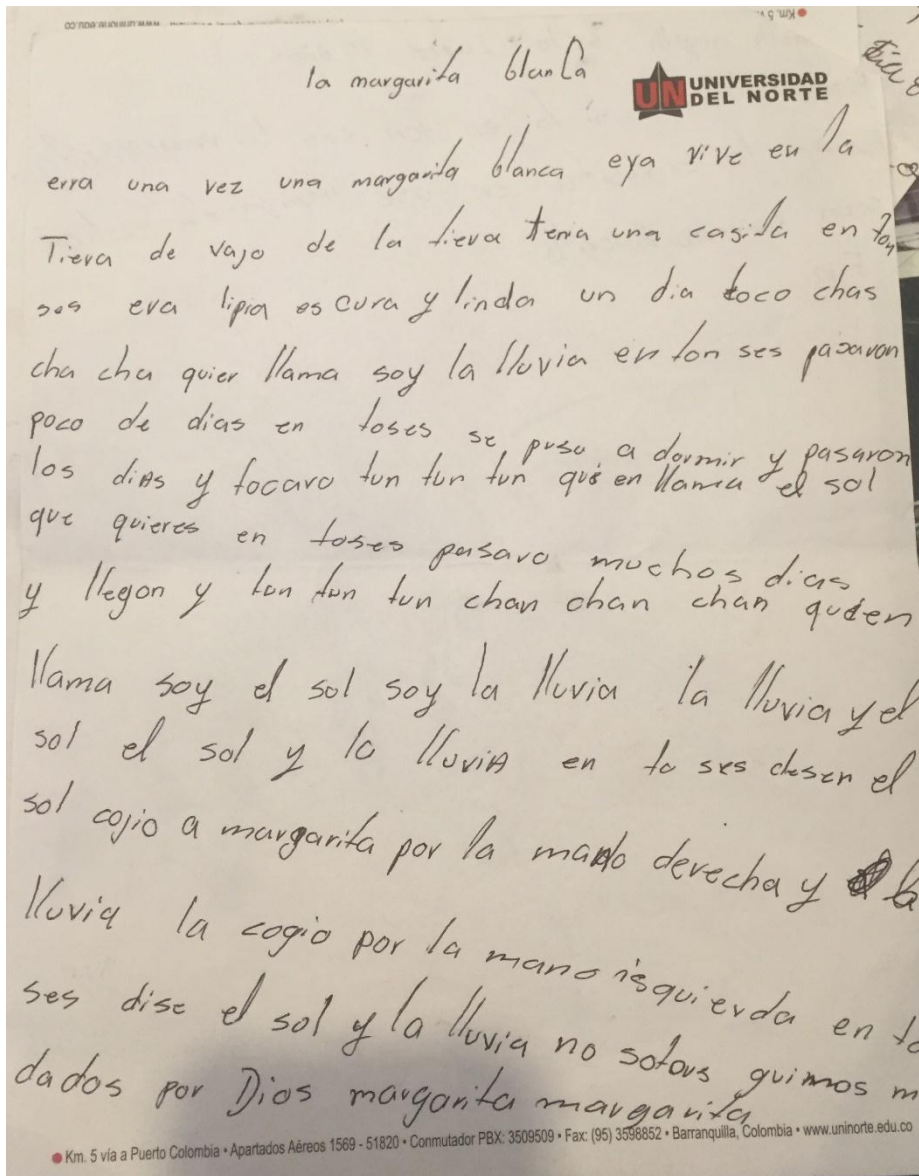 la margarita blanca
UN UNIVERSIDAD
DEL NORTE
erra una vez una margarita blanca. eya vive en la
Tiera de vajo de la tiera tenia una casita en ton
ses era lipia oscura y linda un dia toco chas
cha cha quier llama soy la lluvia en ton ses pasaron
poco de dias en toses se puso a dormir y pasaron
los dias y tocaro tun tun tun quien llama el sol
que quieres en toses pasaro muchos dias
y llegon y tun tun tun chan chan chan quien
llama soy el sol soy la lluvia la lluvia y el
sol el sol y la lluvia en to ses desen el
sol cojio a margarita por la mano derecha y la
lluvia la cogio por la mano isquierda en to
ses dise el sol y la lluvia no sotous guimos m
dados por Dios margarita margarita
Km. 5 vía a Puerto Colombia • Apartados Aéreos 1569 - 51820 • Conmutador PBX: 3509509 • Fax: (95) 3598852 • Barranquilla, Colombia • www.uninorte.edu.co